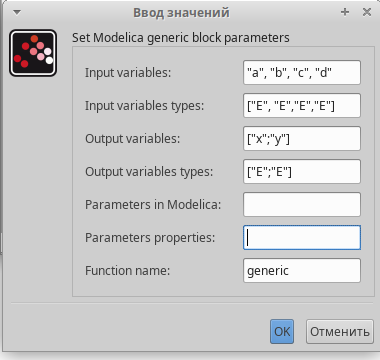 Ввод значений
Set Modelica generic block parameters
Input variables: "a", "b", "c", "d"
Input variables types: ["E", "E","E","E"]
Output variables: ["x";"y"]
Output variables types: ["E";"E"]
Parameters in Modelica:
Parameters properties:
Function name: generic
OK Отменить